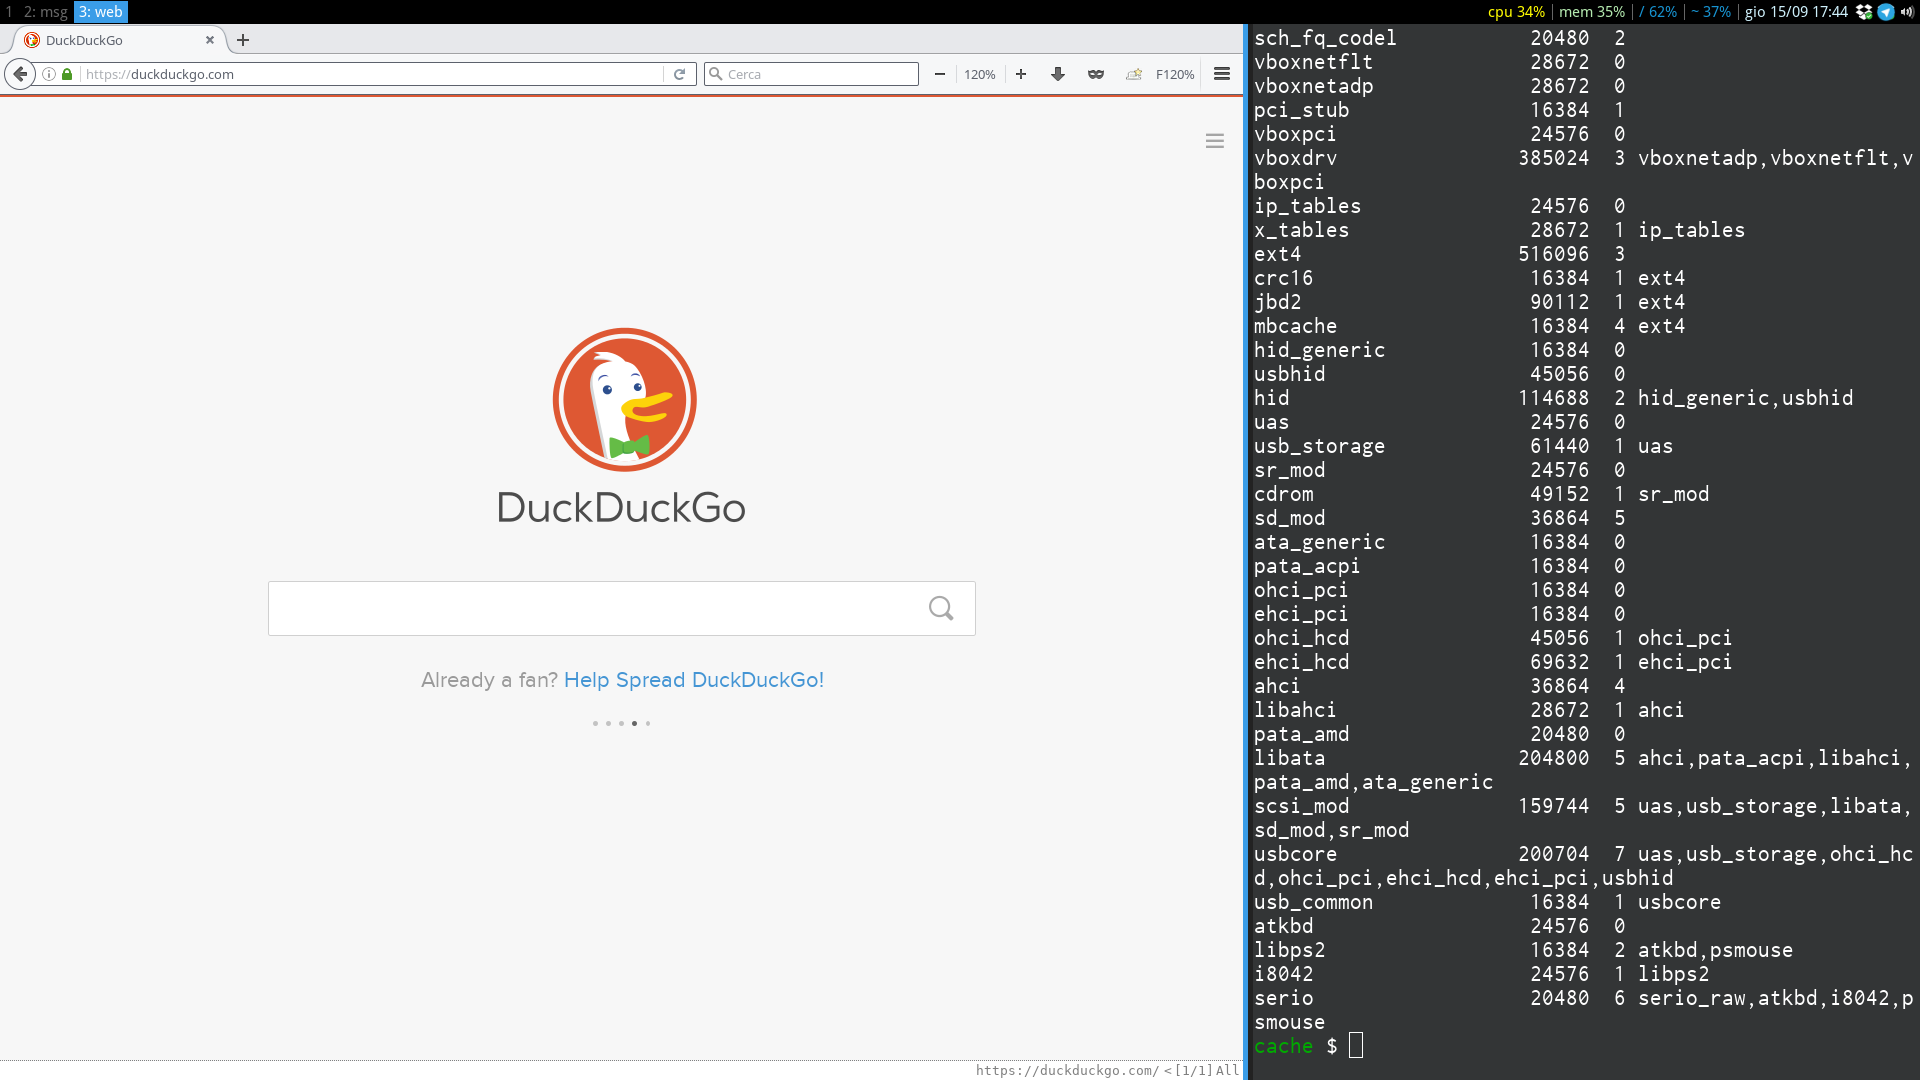 1 2: msg 3: web
cpu 34% mem 35% / 62% ~ 37% gio 15/09 17:44
DuckDuckGo
https://duckduckgo.com
Cerca
120%
F120%
DuckDuckGo
Already a fan? Help Spread DuckDuckGo!
https://duckduckgo.com/ <[1/1] All
sch_fq_codel 20480 2
vboxnetflt 28672 0
vboxnetadp 28672 0
pci_stub 16384 1
vboxpci 24576 0
vboxdrv 385024 3 vboxnetadp,vboxnetflt,v
boxpci
ip_tables 24576 0
x_tables 28672 1 ip_tables
ext4 516096 3
crc16 16384 1 ext4
jbd2 90112 1 ext4
mbcache 16384 4 ext4
hid_generic 16384 0
usbhid 45056 0
hid 114688 2 hid_generic,usbhid
uas 24576 0
usb_storage 61440 1 uas
sr_mod 24576 0
cdrom 49152 1 sr_mod
sd_mod 36864 5
ata_generic 16384 0
pata_acpi 16384 0
ohci_pci 16384 0
ehci_pci 16384 0
ohci_hcd 45056 1 ohci_pci
ehci_hcd 69632 1 ehci_pci
ahci 36864 4
libahci 28672 1 ahci
pata_amd 20480 0
libata 204800 5 ahci,pata_acpi,libahci,
pata_amd,ata_generic
scsi_mod 159744 5 uas,usb_storage,libata,
sd_mod,sr_mod
usbcore 200704 7 uas,usb_storage,ohci_hc
d,ohci_pci,ehci_hcd,ehci_pci,usbhid
usb_common 16384 1 usbcore
atkbd 24576 0
libps2 16384 2 atkbd,psmouse
i8042 24576 1 libps2
serio 20480 6 serio_raw,atkbd,i8042,p
smouse
cache $